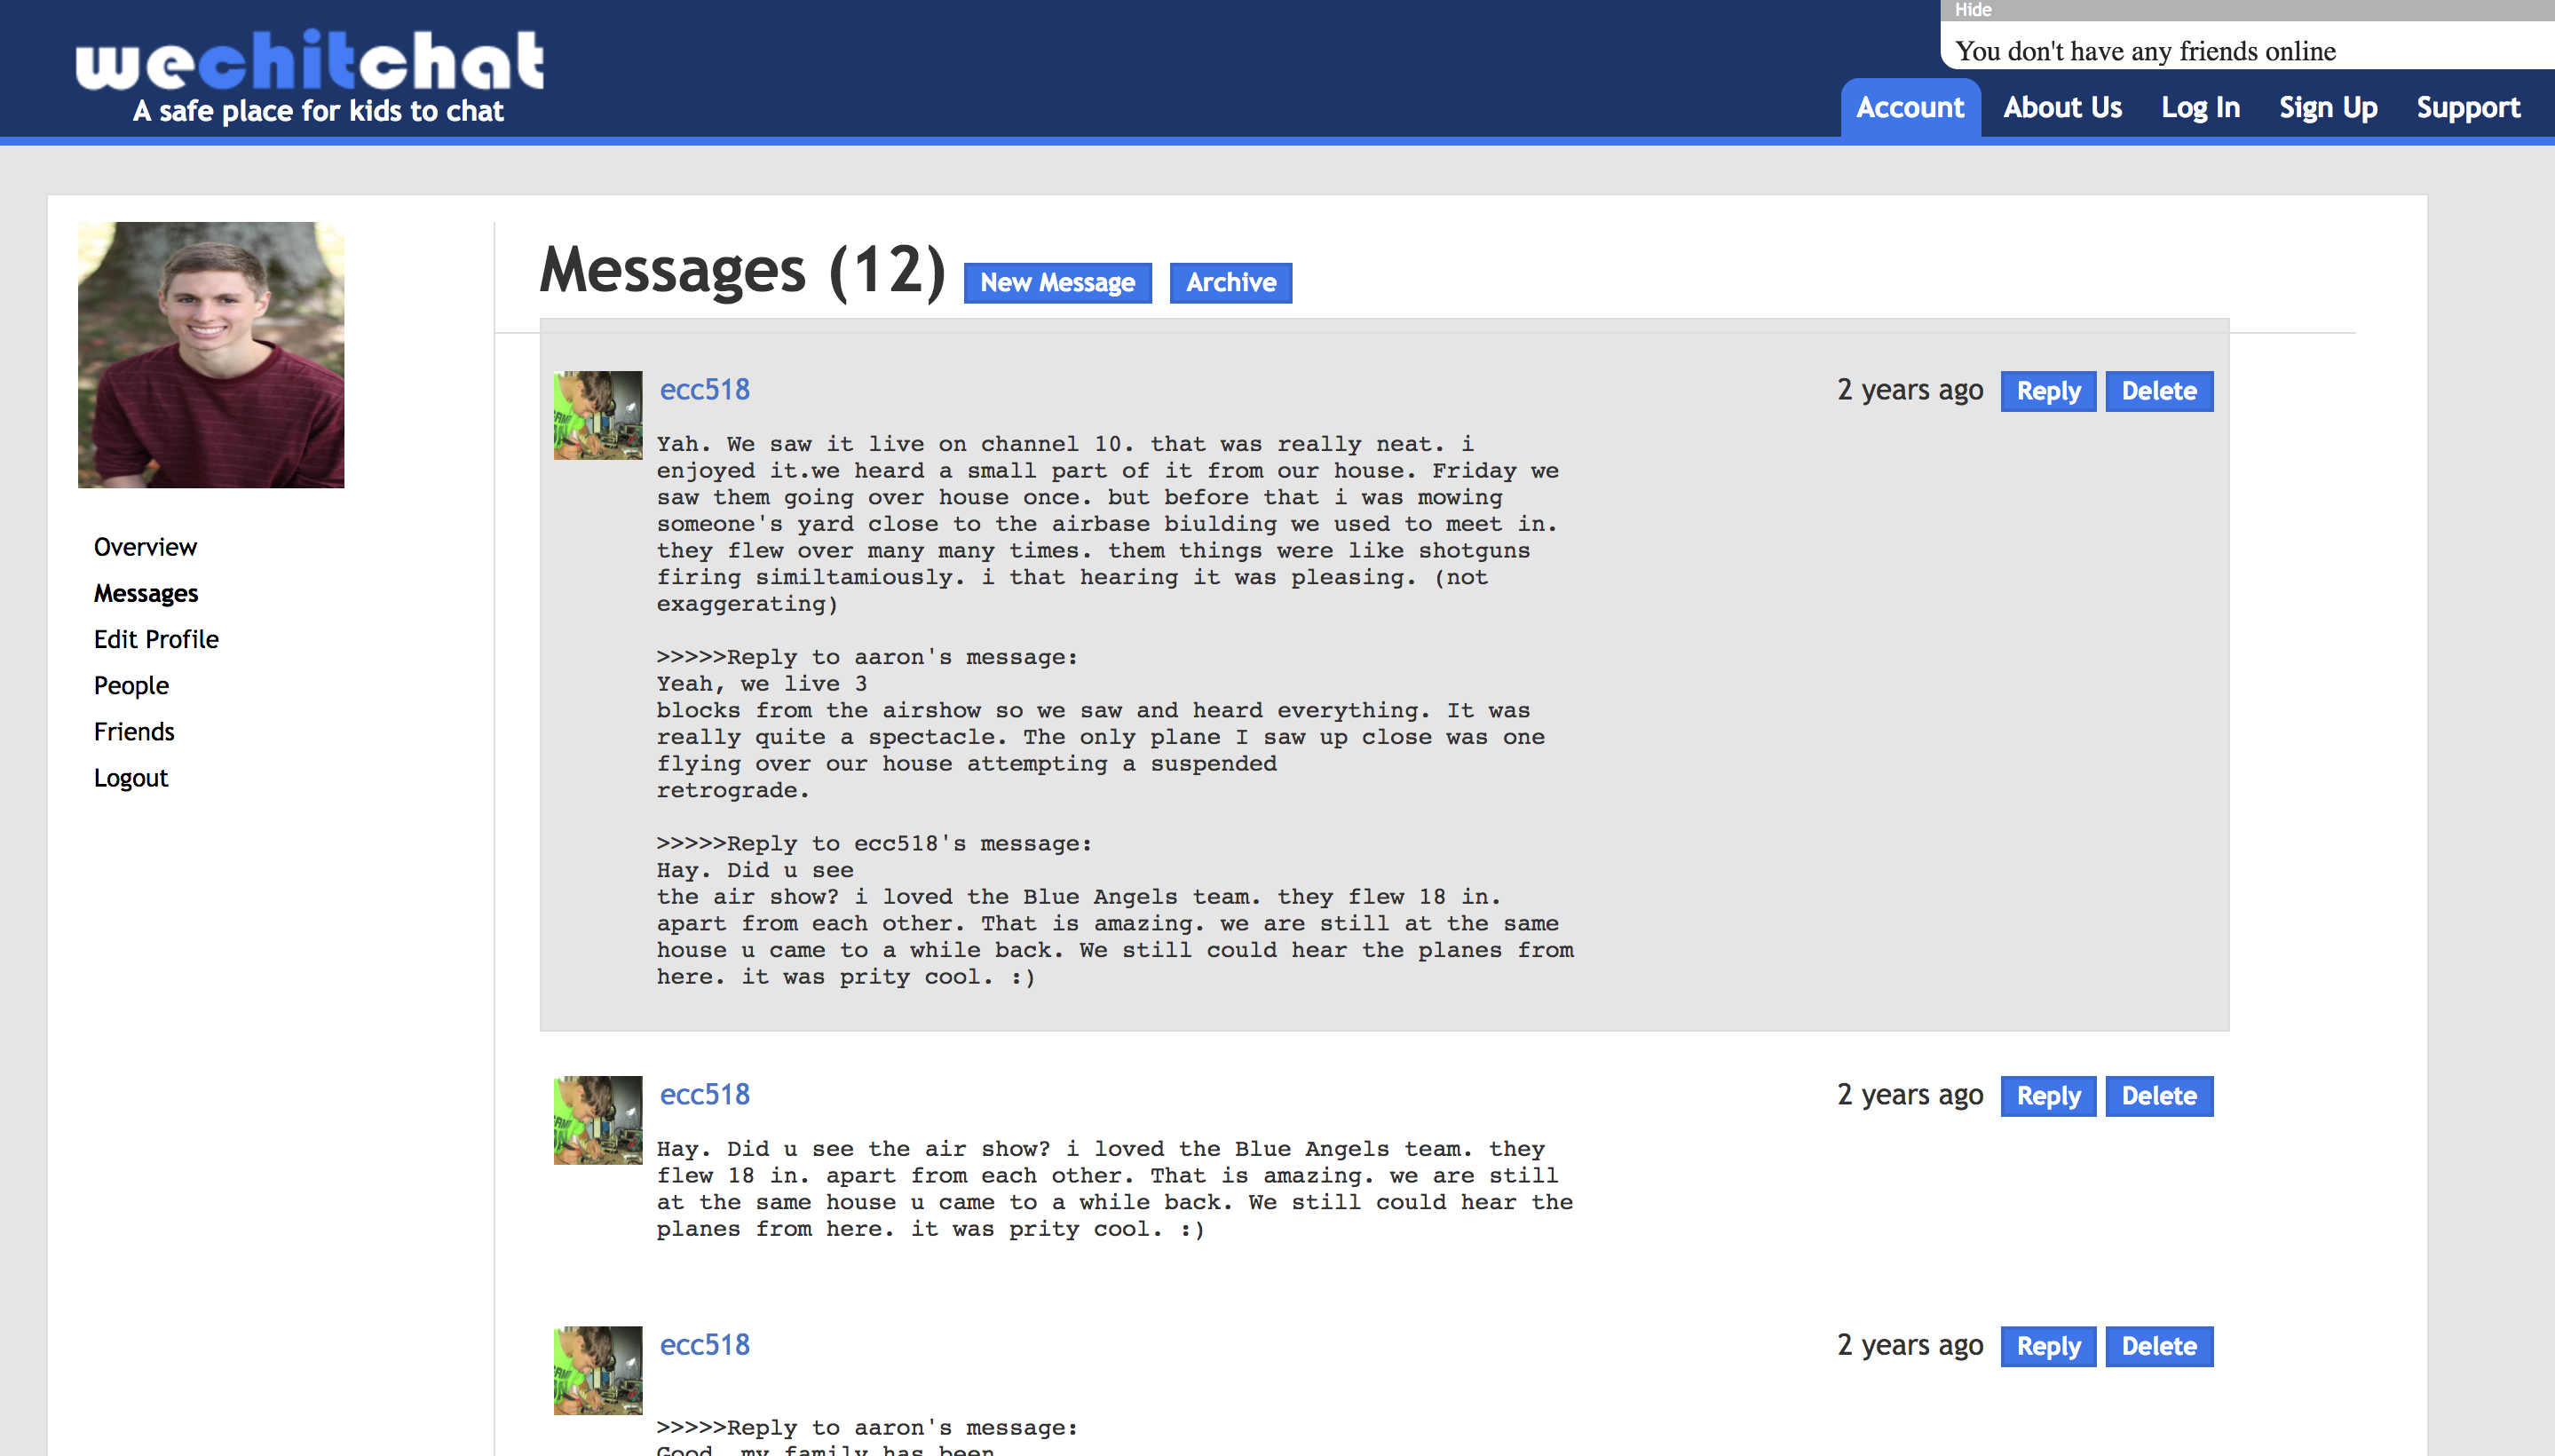 Hide
You don't have any friends online
wechitchat
A safe place for kids to chat
Account About Us Log In Sign Up Support
Messages (12) New Message Archive
Overview
Messages
Edit Profile
People
Friends
Logout
ecc518 2 years ago Reply Delete
Yah. We saw it live on channel 10. that was really neat. i
enjoyed it.we heard a small part of it from our house. Friday we
saw them going over house once. but before that i was mowing
someone's yard close to the airbase biulding we used to meet in.
they flew over many many times. them things were like shotguns
firing similtamiously. i that hearing it was pleasing. (not
exaggerating)
>>>>>Reply to aaron's message:
Yeah, we live 3
blocks from the airshow so we saw and heard everything. It was
really quite a spectacle. The only plane I saw up close was one
flying over our house attempting a suspended
retrograde.
>>>>>Reply to ecc518's message:
Hay. Did u see
the air show? i loved the Blue Angels team. they flew 18 in.
apart from each other. That is amazing. we are still at the same
house u came to a while back. We still could hear the planes from
here. it was prity cool. :)
ecc518 2 years ago Reply Delete
Hay. Did u see the air show? i loved the Blue Angels team. they
flew 18 in. apart from each other. That is amazing. we are still
at the same house u came to a while back. We still could hear the
planes from here. it was prity cool. :)
ecc518 2 years ago Reply Delete
>>>>>Reply to aaron's message:
Good, my family has been